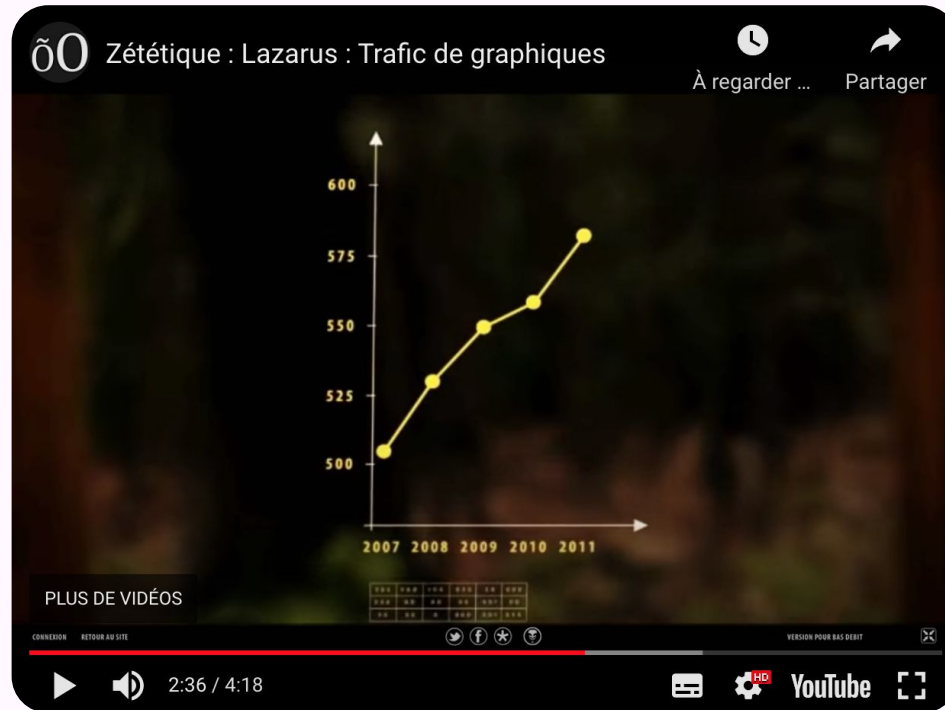 õO Zététique : Lazarus : Trafic de graphiques
À regarder ...
Partager
600
575
550
525
500
2007 2008 2009 2010 2011
PLUS DE VIDÉOS
CONNEXION RETOUR AU SITE
VERSION POUR BAS DEBIT
2:36 / 4:18
HD
YouTube